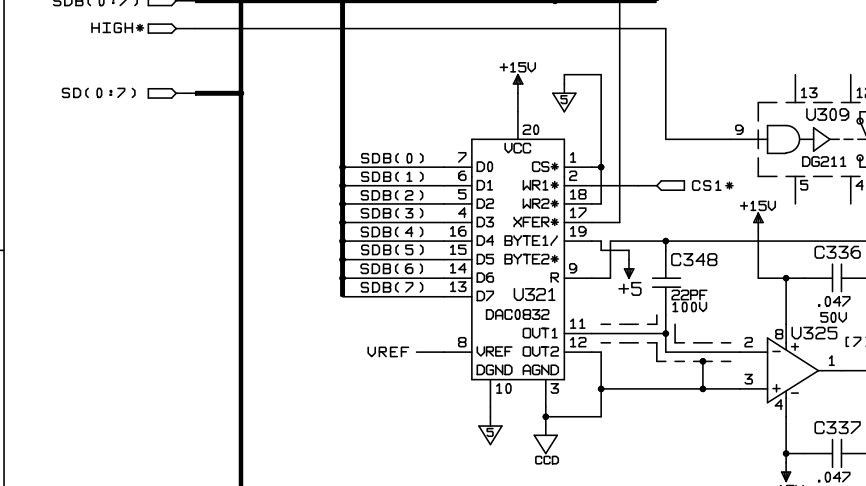 SDB(0:7)
HIGH*
SD(0:7)
+15V
5
20
VCC
SDB(0) 7 D0 CS* 1
SDB(1) 6 D1 WR1* 2 CS1*
SDB(2) 5 D2 WR2* 18
SDB(3) 4 D3 XFER* 17
SDB(4) 16 D4 BYTE1/ 19
SDB(5) 15 D5 BYTE2*
SDB(6) 14 D6 R 9
SDB(7) 13 D7 U321
DAC0832
OUT1 11
VREF 8 VREF OUT2 12
DGND AGND
10 3
5
CCD
+5
C348
22PF
100V
9
13
U309
DG211
5 4
+15V
C336
.047
50V
8 U325
+
2 -
3 +
1
4 -
C337
.047